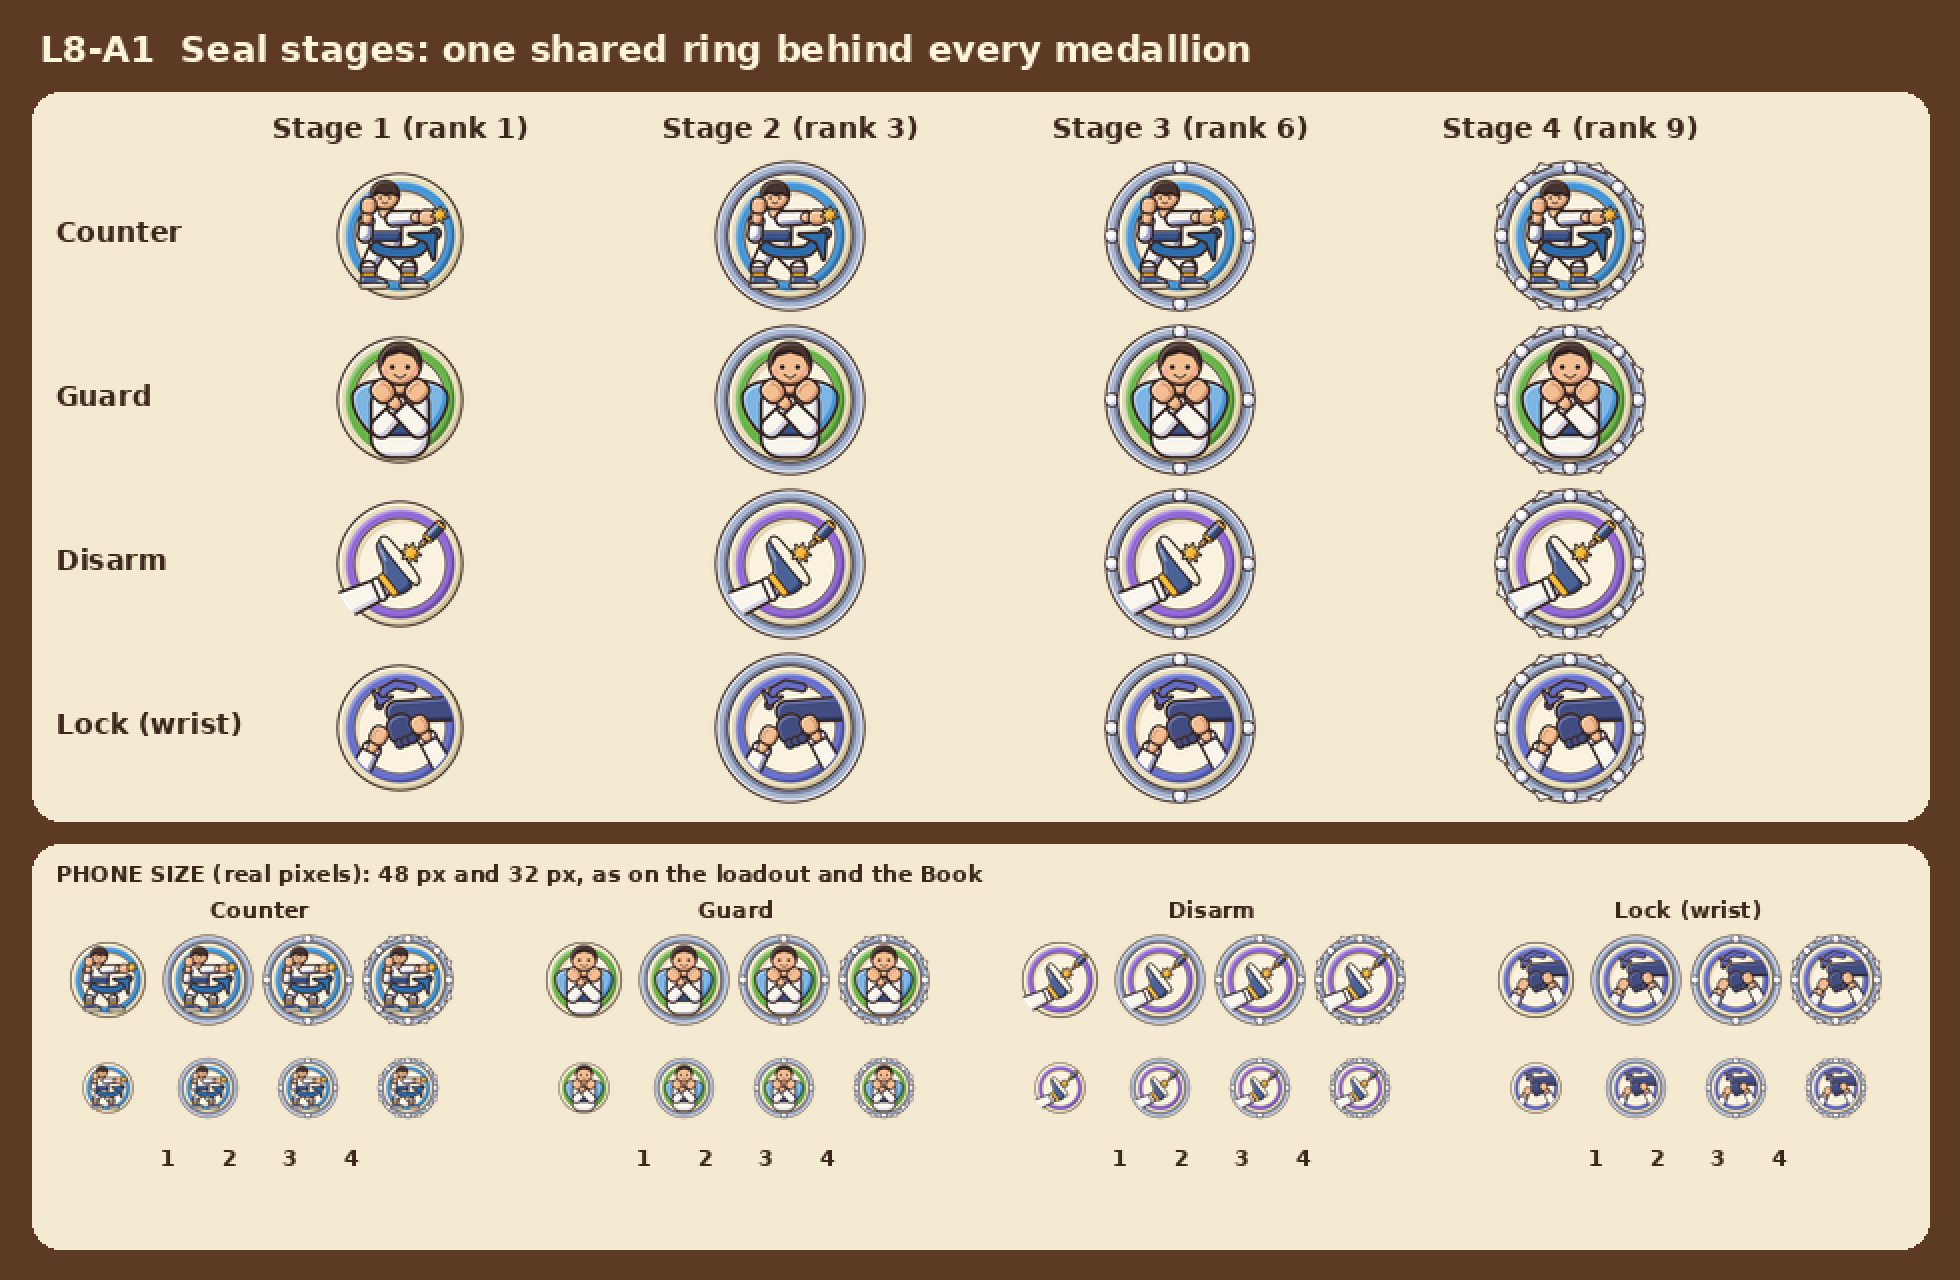 L8-A1 Seal stages: one shared ring behind every medallion
Stage 1 (rank 1) Stage 2 (rank 3) Stage 3 (rank 6) Stage 4 (rank 9)
Counter
Guard
Disarm
Lock (wrist)
PHONE SIZE (real pixels): 48 px and 32 px, as on the loadout and the Book
Counter Guard Disarm Lock (wrist)
1 2 3 4 1 2 3 4 1 2 3 4 1 2 3 4